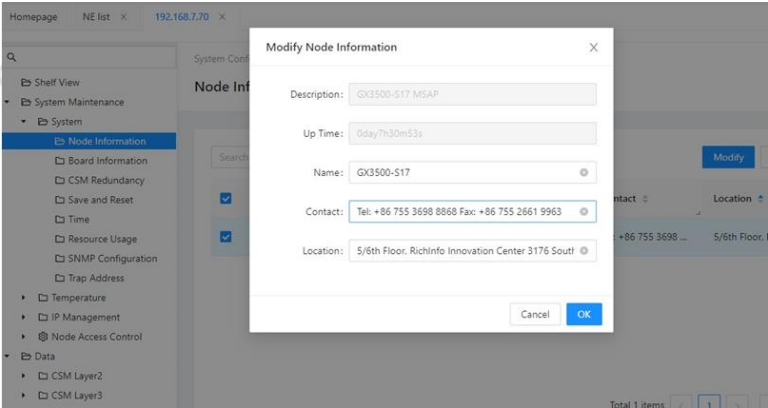 Homepage
NE list
192.168.7.70
System Conf
Node Inf
Shelf View
System Maintenance
System
Node Information
Board Information
CSM Redundancy
Save and Reset
Time
Resource Usage
SNMP Configuration
Trap Address
Temperature
IP Management
Node Access Control
Data
CSM Layer2
CSM Layer3
Search
Modify Node Information
Description: GX3500-S17 MSAP
Up Time: 0day7h30m53s
Name: GX3500-S17
Contact: Tel: +86 755 3698 8868 Fax: +86 755 2661 9963
Location: 5/6th Floor, RichInfo Innovation Center 3176 South
Cancel OK
Modify
ntact Location
: +86 755 3698 ... 5/6th Floor,
Total 1 items 1